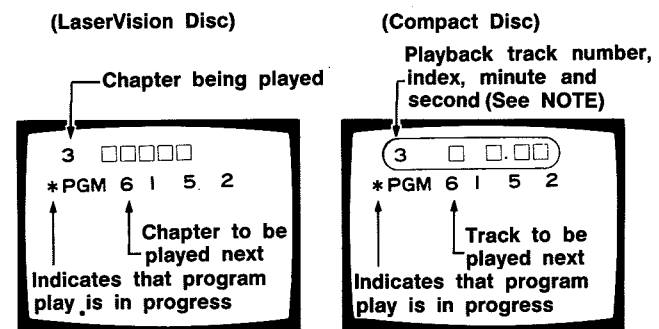 (LaserVision Disc)
Chapter being played
3 □□□□□
*PGM 6 1 5 2
Chapter to be
played next
Indicates that program
play is in progress
(Compact Disc)
Playback track number,
index, minute and
second (See NOTE)
3 □ □.□□
*PGM 6 1 5 2
Track to be
played next
Indicates that program
play is in progress